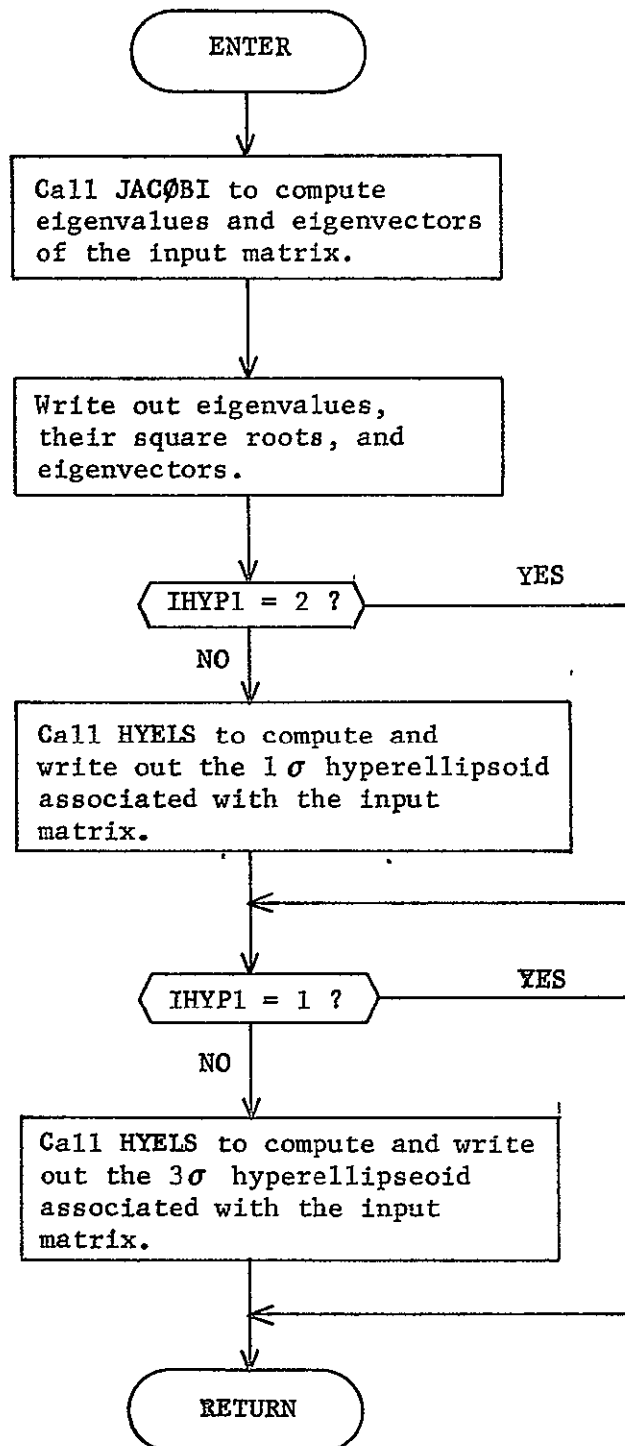 ENTER
Call JACØBI to compute
eigenvalues and eigenvectors
of the input matrix.
Write out eigenvalues,
their square roots, and
eigenvectors.
IHYP1 = 2 ?
YES
NO
Call HYELS to compute and
write out the 1σ hyperellipsoid
associated with the input
matrix.
IHYP1 = 1 ?
YES
NO
Call HYELS to compute and write
out the 3σ hyperellipseoid
associated with the input
matrix.
RETURN